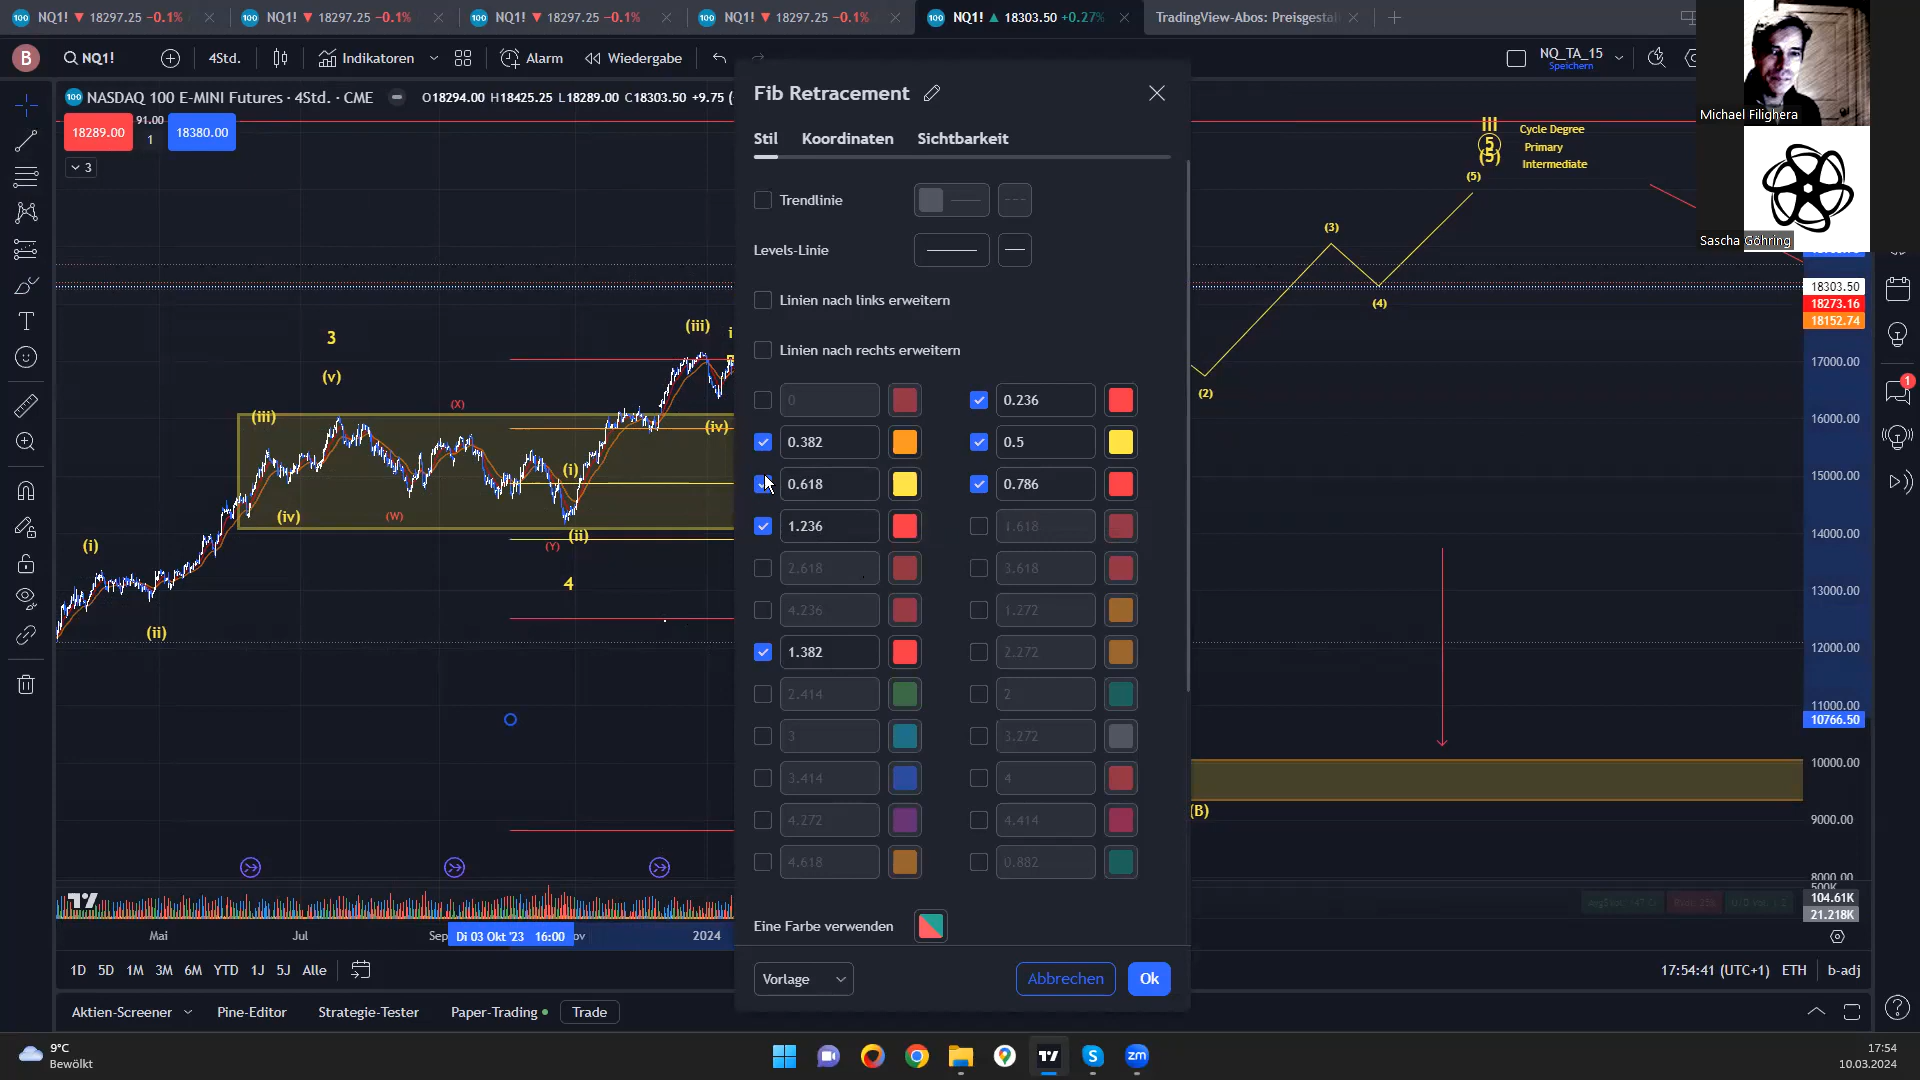 NQ1! ▼ 18297.25 −0.1%
NQ1! ▼ 18297.25 −0.1%
NQ1! ▼ 18297.25 −0.1%
NQ1! ▼ 18297.25 −0.1%
NQ1! ▲ 18303.50 +0.27%
TradingView-Abos: Preisgestal
B
NQ1!
4Std.
Indikatoren
Alarm
Wiedergabe
NQ_TA_15
Speichern
Michael Filighera
Sascha Göhring
NASDAQ 100 E-MINI Futures · 4Std. · CME
O18294.00 H18425.25 L18289.00 C18303.50 +9.75
18289.00
91.00
1
18380.00
3
Fib Retracement
Stil
Koordinaten
Sichtbarkeit
Trendlinie
Levels-Linie
Linien nach links erweitern
Linien nach rechts erweitern
0
0.236
0.382
0.5
0.618
0.786
1.236
1.618
2.618
3.618
4.236
1.272
1.382
2.272
2.414
2
3
3.272
3.414
4
4.272
4.414
4.618
0.882
Eine Farbe verwenden
Vorlage
Abbrechen
Ok
III Cycle Degree
5 Primary
(5) Intermediate
(5)
(3)
(4)
(2)
(B)
3
(v)
(iii)
(X)
(iii)
(iv)
(i)
(iv)
(W)
(i)
(Y)
(ii)
4
(ii)
18303.50
18273.16
18152.74
17000.00
16000.00
15000.00
14000.00
13000.00
12000.00
11000.00
10766.50
10000.00
9000.00
8000.00
500K
104.61K
21.218K
1
Mai
Jul
Sep
Di 03 Okt '23 16:00
ov
2024
1D 5D 1M 3M 6M YTD 1J 5J Alle
17:54:41 (UTC+1) ETH b-adj
Aktien-Screener
Pine-Editor
Strategie-Tester
Paper-Trading
Trade
9°C
Bewölkt
zm
17:54
10.03.2024